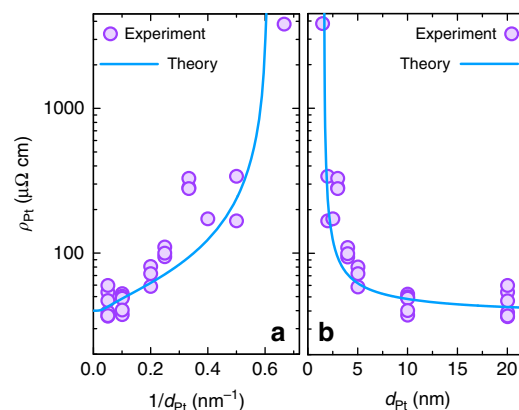 Experiment
Theory
Experiment
Theory
1000
100
ρPt (μΩ cm)
a
b
0.0 0.2 0.4 0.6
0 5 10 15 20
1/dPt (nm⁻¹)
dPt (nm)